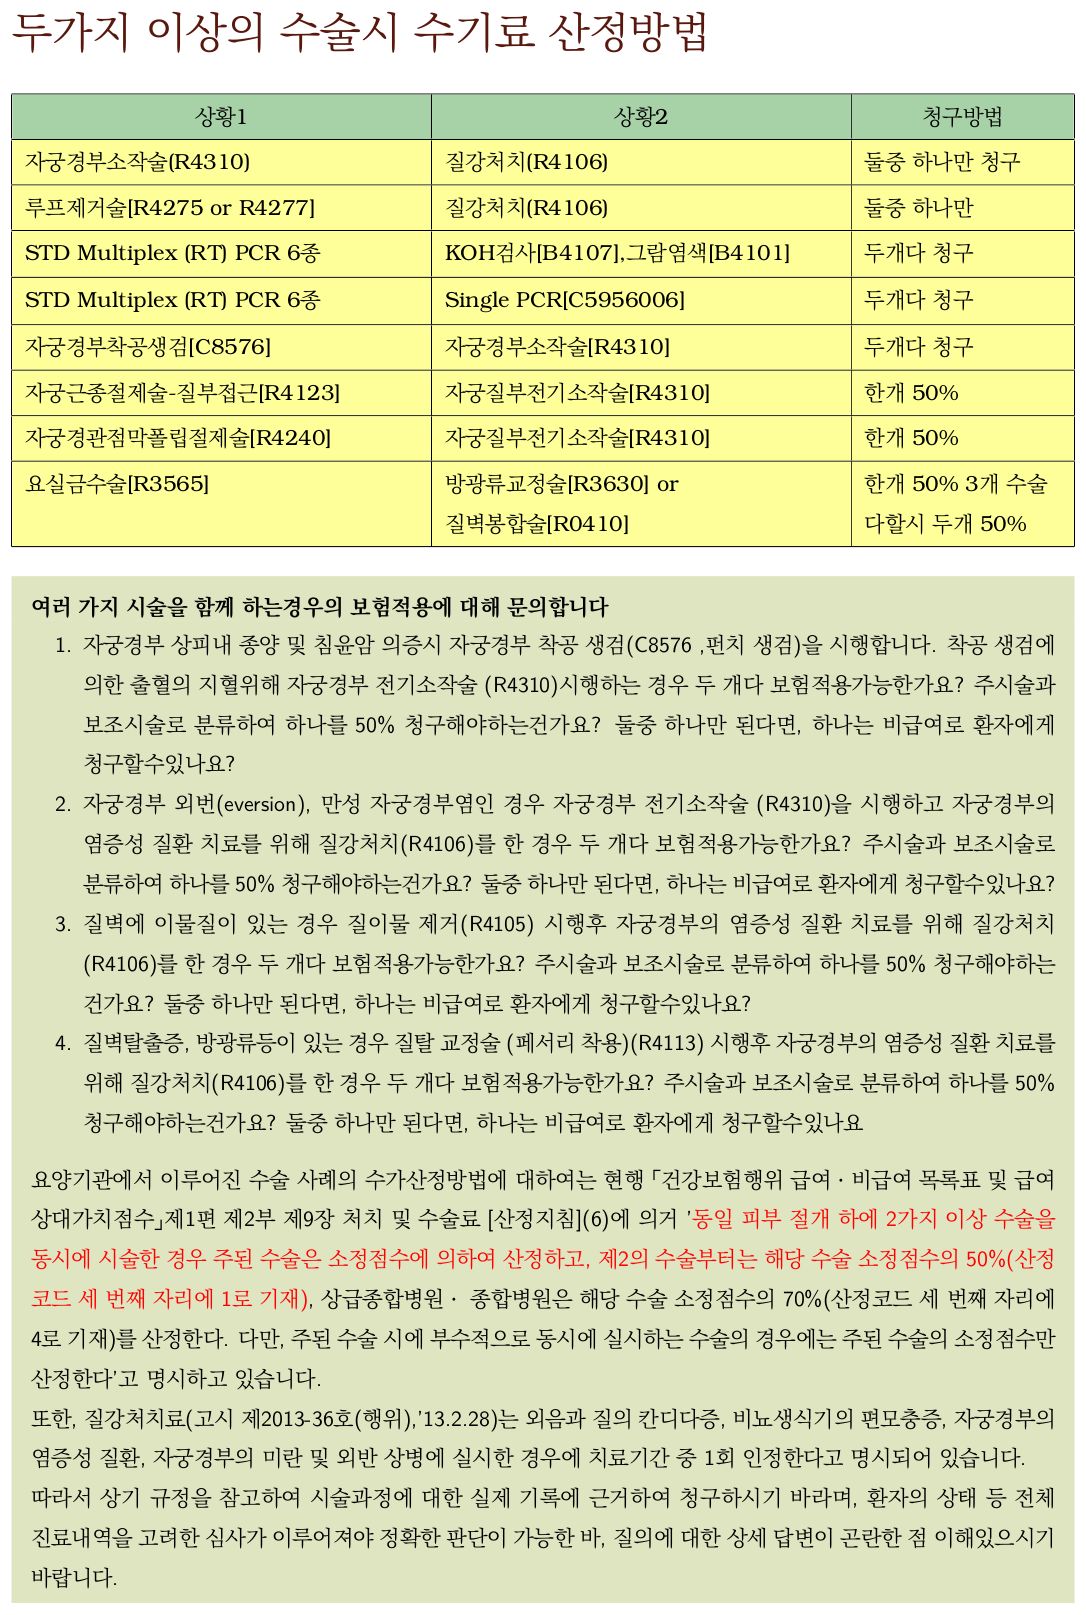 두가지 이상의 수술시 수기료 산정방법
상황1 상황2 청구방법
자궁경부소작술(R4310) 질강처치(R4106) 둘중 하나만 청구
루프제거술[R4275 or R4277] 질강처치(R4106) 둘중 하나만
STD Multiplex (RT) PCR 6종 KOH검사[B4107],그람염색[B4101] 두개다 청구
STD Multiplex (RT) PCR 6종 Single PCR[C5956006] 두개다 청구
자궁경부착공생검[C8576] 자궁경부소작술[R4310] 두개다 청구
자궁근종절제술-질부접근[R4123] 자궁질부전기소작술[R4310] 한개 50%
자궁경관점막폴립절제술[R4240] 자궁질부전기소작술[R4310] 한개 50%
요실금수술[R3565] 방광류교정술[R3630] or 한개 50% 3개 수술
질벽봉합술[R0410] 다할시 두개 50%
여러 가지 시술을 함께 하는경우의 보험적용에 대해 문의합니다
1. 자궁경부 상피내 종양 및 침윤암 의증시 자궁경부 착공 생검(C8576 ,펀치 생검)을 시행합니다. 착공 생검에
의한 출혈의 지혈위해 자궁경부 전기소작술 (R4310)시행하는 경우 두 개다 보험적용가능한가요? 주시술과
보조시술로 분류하여 하나를 50% 청구해야하는건가요? 둘중 하나만 된다면, 하나는 비급여로 환자에게
청구할수있나요?
2. 자궁경부 외번(eversion), 만성 자궁경부염인 경우 자궁경부 전기소작술 (R4310)을 시행하고 자궁경부의
염증성 질환 치료를 위해 질강처치(R4106)를 한 경우 두 개다 보험적용가능한가요? 주시술과 보조시술로
분류하여 하나를 50% 청구해야하는건가요? 둘중 하나만 된다면, 하나는 비급여로 환자에게 청구할수있나요?
3. 질벽에 이물질이 있는 경우 질이물 제거(R4105) 시행후 자궁경부의 염증성 질환 치료를 위해 질강처치
(R4106)를 한 경우 두 개다 보험적용가능한가요? 주시술과 보조시술로 분류하여 하나를 50% 청구해야하는
건가요? 둘중 하나만 된다면, 하나는 비급여로 환자에게 청구할수있나요?
4. 질벽탈출증, 방광류등이 있는 경우 질탈 교정술 (페서리 착용)(R4113) 시행후 자궁경부의 염증성 질환 치료를
위해 질강처치(R4106)를 한 경우 두 개다 보험적용가능한가요? 주시술과 보조시술로 분류하여 하나를 50%
청구해야하는건가요? 둘중 하나만 된다면, 하나는 비급여로 환자에게 청구할수있나요
요양기관에서 이루어진 수술 사례의 수가산정방법에 대하여는 현행 ｢건강보험행위 급여 · 비급여 목록표 및 급여
상대가치점수｣제1편 제2부 제9장 처치 및 수술료 [산정지침](6)에 의거 '동일 피부 절개 하에 2가지 이상 수술을
동시에 시술한 경우 주된 수술은 소정점수에 의하여 산정하고, 제2의 수술부터는 해당 수술 소정점수의 50%(산정
코드 세 번째 자리에 1로 기재), 상급종합병원 · 종합병원은 해당 수술 소정점수의 70%(산정코드 세 번째 자리에
4로 기재)를 산정한다. 다만, 주된 수술 시에 부수적으로 동시에 실시하는 수술의 경우에는 주된 수술의 소정점수만
산정한다'고 명시하고 있습니다.
또한, 질강처치료(고시 제2013-36호(행위),'13.2.28)는 외음과 질의 칸디다증, 비뇨생식기의 편모충증, 자궁경부의
염증성 질환, 자궁경부의 미란 및 외반 상병에 실시한 경우에 치료기간 중 1회 인정한다고 명시되어 있습니다.
따라서 상기 규정을 참고하여 시술과정에 대한 실제 기록에 근거하여 청구하시기 바라며, 환자의 상태 등 전체
진료내역을 고려한 심사가 이루어져야 정확한 판단이 가능한 바, 질의에 대한 상세 답변이 곤란한 점 이해있으시기
바랍니다.